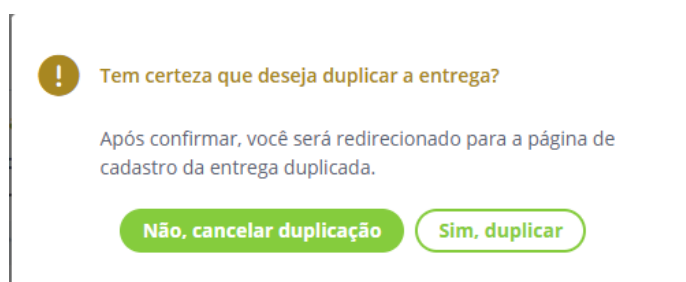 Tem certeza que deseja duplicar a entrega?
Após confirmar, você será redirecionado para a página de
cadastro da entrega duplicada.
Não, cancelar duplicação
Sim, duplicar